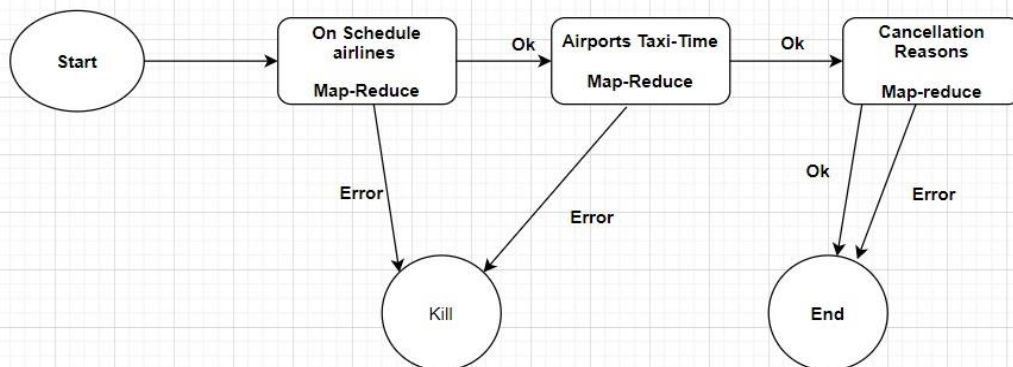 Start
On Schedule
airlines
Map-Reduce
Ok
Airports Taxi-Time
Map-Reduce
Ok
Cancellation
Reasons
Map-reduce
Error
Error
Ok
Error
Kill
End